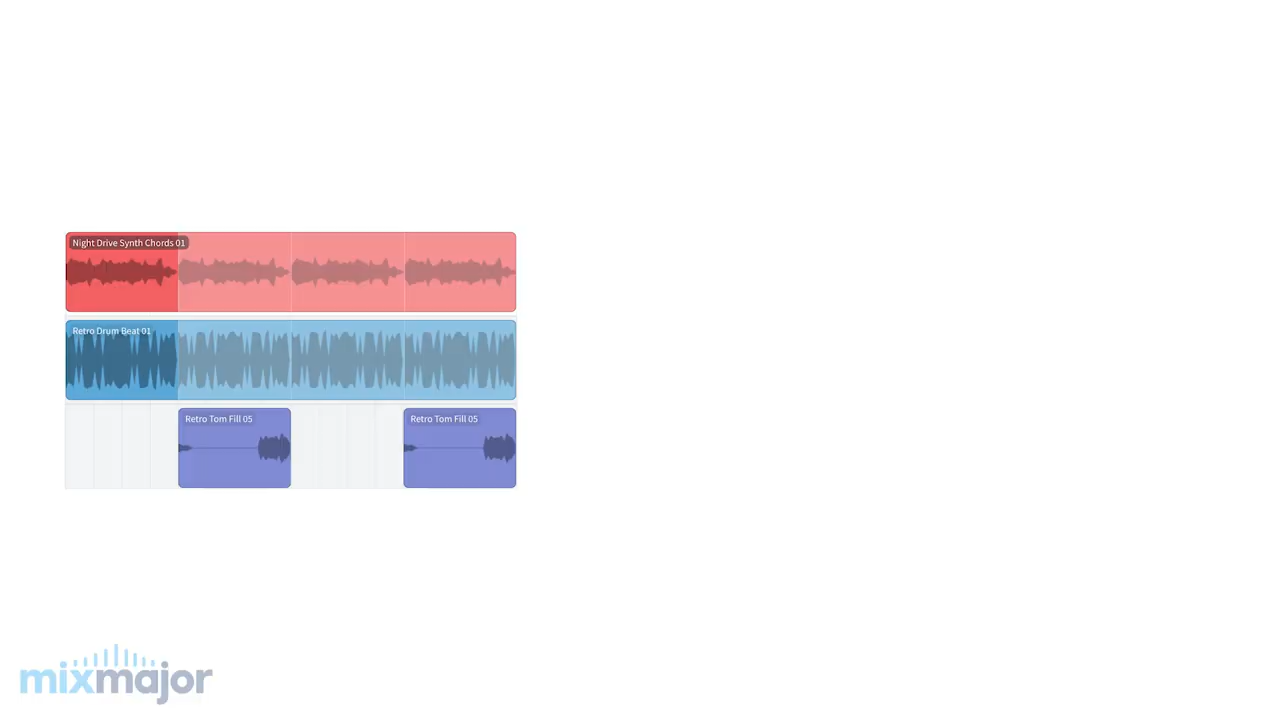 Night Drive Synth Chords 01
Retro Drum Beat 01
Retro Tom Fill 05
Retro Tom Fill 05
mixmajor